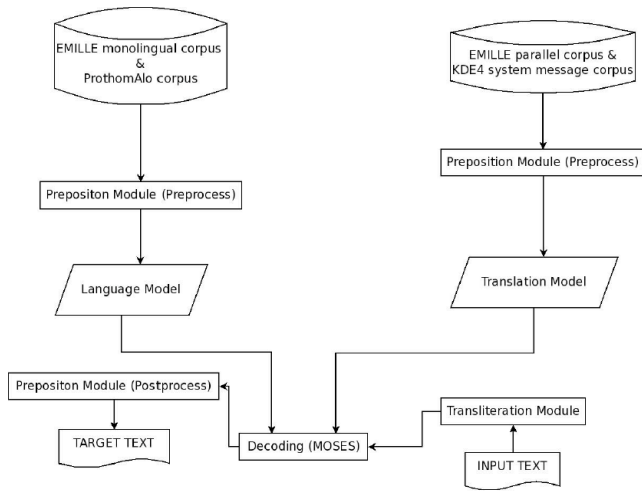 EMILLE monolingual corpus
&
ProthomAlo corpus
EMILLE parallel corpus &
KDE4 system message corpus
Prepositon Module (Preprocess)
Preposition Module (Preprocess)
Language Model
Translation Model
Prepositon Module (Postprocess)
Transliteration Module
Decoding (MOSES)
TARGET TEXT
INPUT TEXT